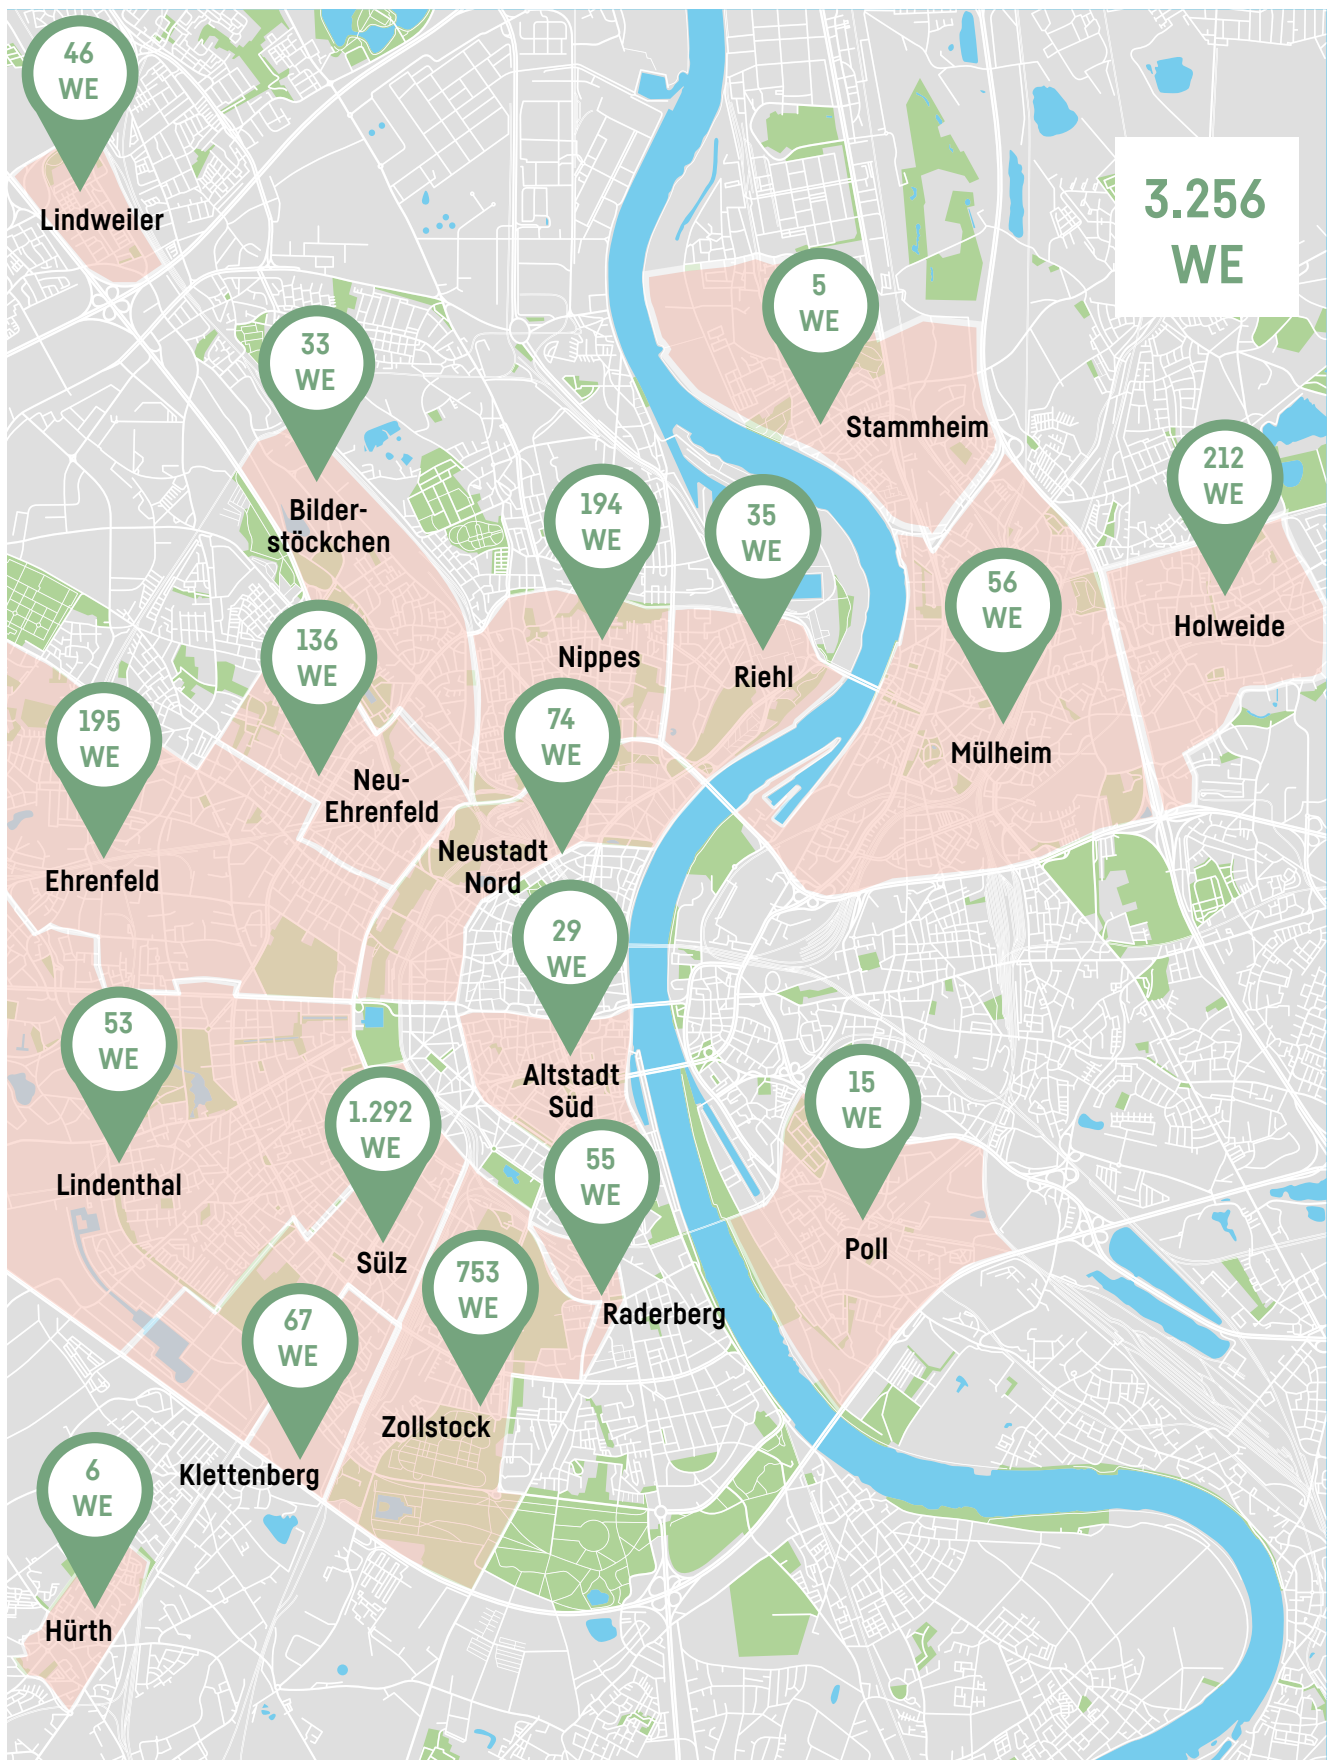 46
WE
Lindweiler
3.256
WE
5
WE
Stammheim
33
WE
Bilder-
stöckchen
212
WE
Holweide
194
WE
Nippes
35
WE
Riehl
56
WE
Mülheim
136
WE
Neu-
Ehrenfeld
195
WE
Ehrenfeld
74
WE
Neustadt
Nord
29
WE
Altstadt
Süd
53
WE
Lindenthal
1.292
WE
Sülz
15
WE
Poll
55
WE
Raderberg
753
WE
Zollstock
67
WE
Klettenberg
6
WE
Hürth